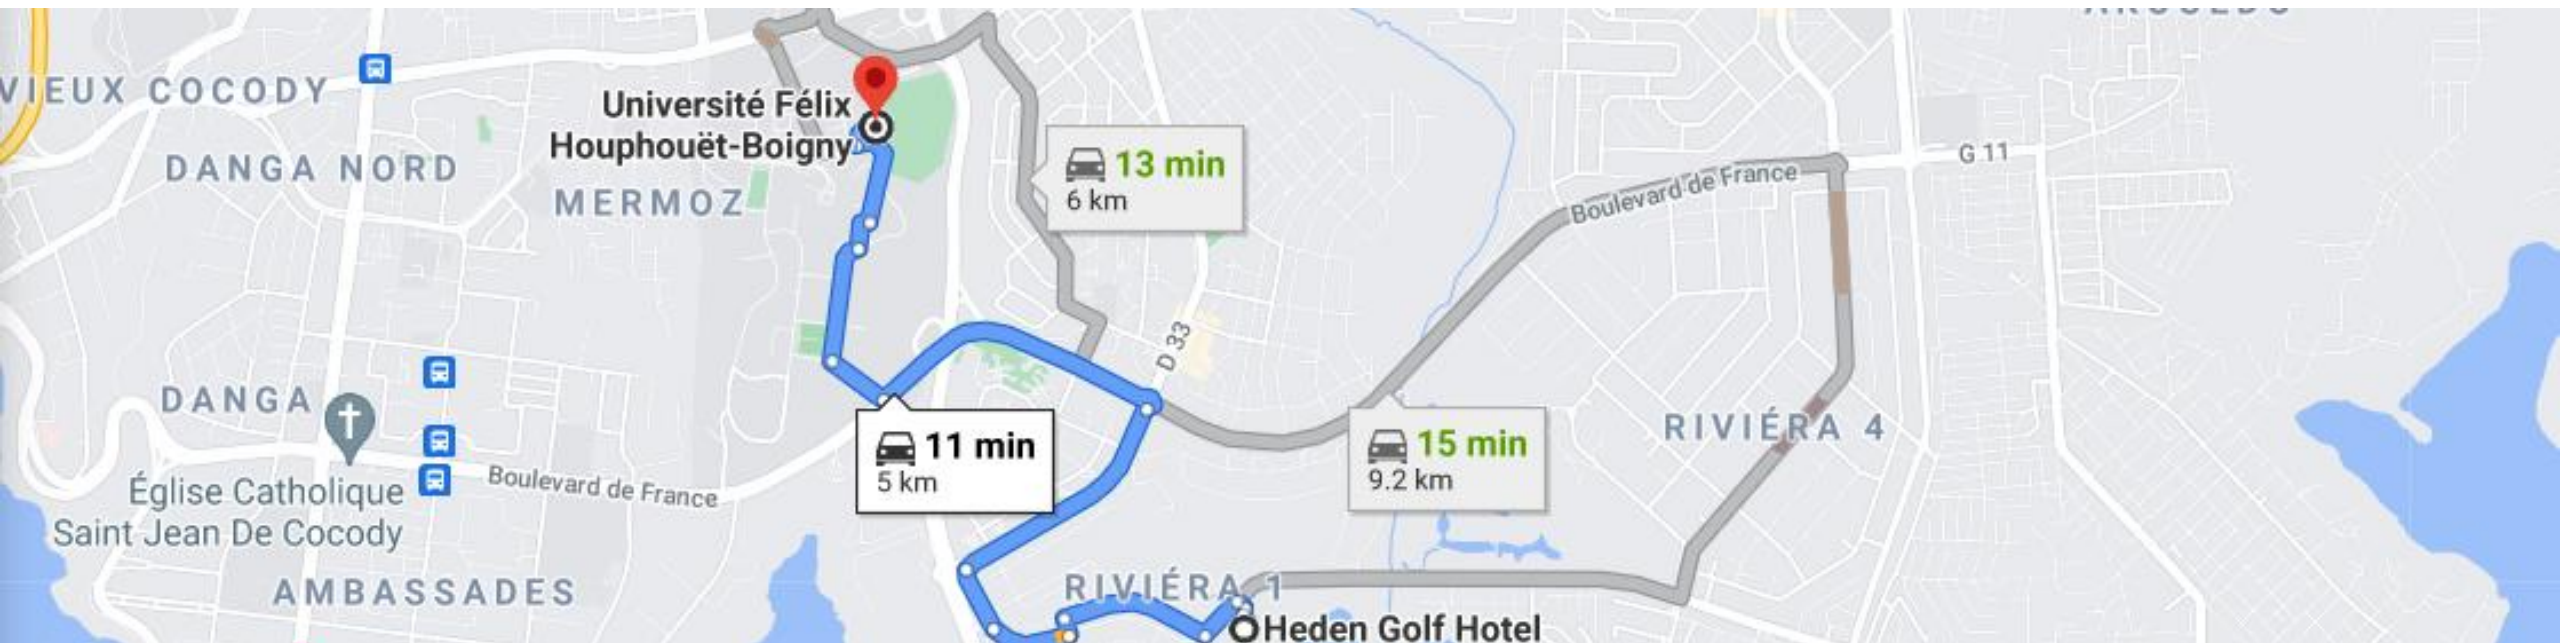 VIEUX COCODY
Université Félix
Houphouët-Boigny
DANGA NORD
MERMOZ
13 min
6 km
Boulevard de France
G 11
D 33
DANGA
11 min
5 km
15 min
9.2 km
RIVIÉRA 4
Boulevard de France
Église Catholique
Saint Jean De Cocody
AMBASSADES
RIVIÉRA 1
Heden Golf Hotel